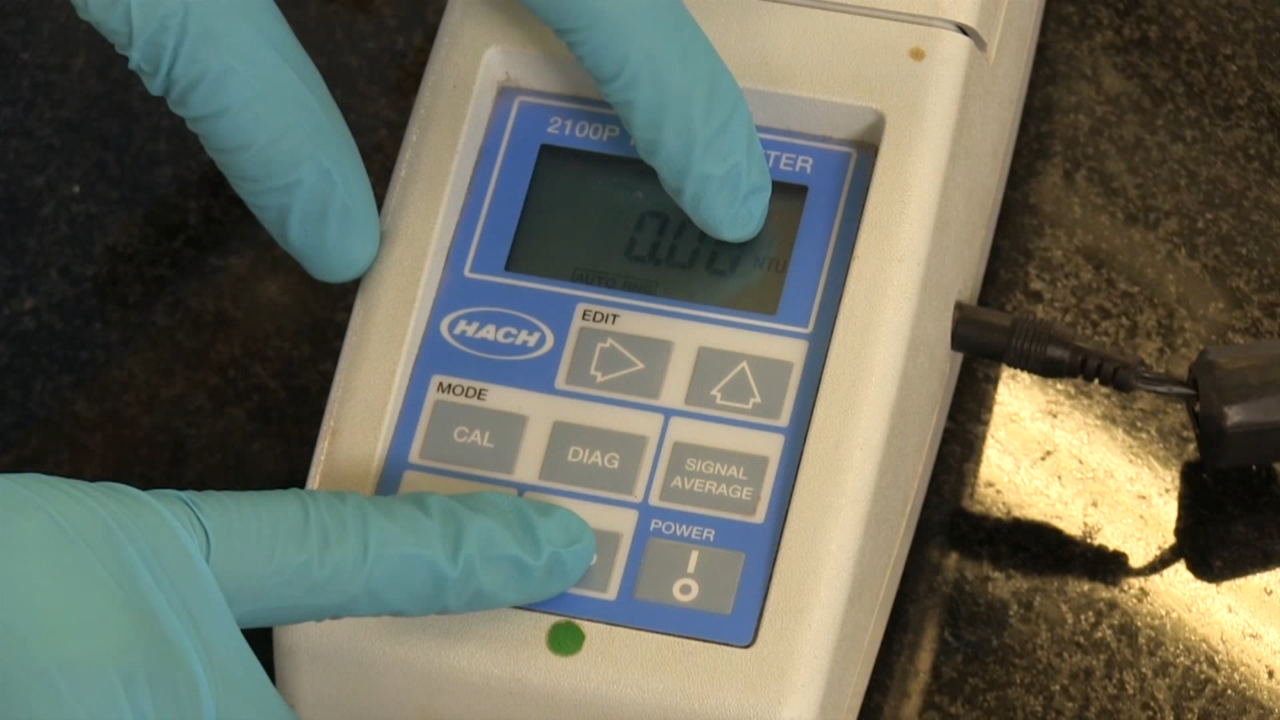 2100P TER
0.00 NTU
AUTO RNG
HACH
EDIT
MODE
CAL
DIAG
SIGNAL
AVERAGE
POWER
I
O